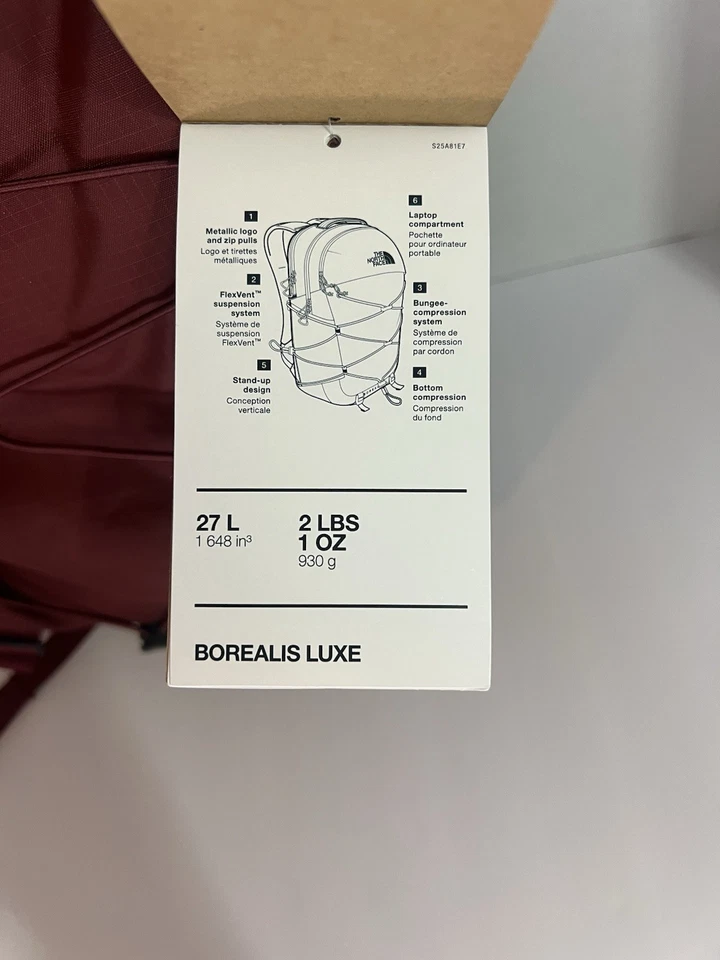 S25A81E7
1
Metallic logo
and zip pulls
Logo et tirettes
métalliques
2
FlexVent™
suspension
system
Système de
suspension
FlexVent™
5
Stand-up
design
Conception
verticale
THE
NORTH
FACE
6
Laptop
compartment
Pochette
pour ordinateur
portable
3
Bungee-
compression
system
Système de
compression
par cordon
4
Bottom
compression
Compression
du fond
27 L
1 648 in³
2 LBS
1 OZ
930 g
BOREALIS LUXE